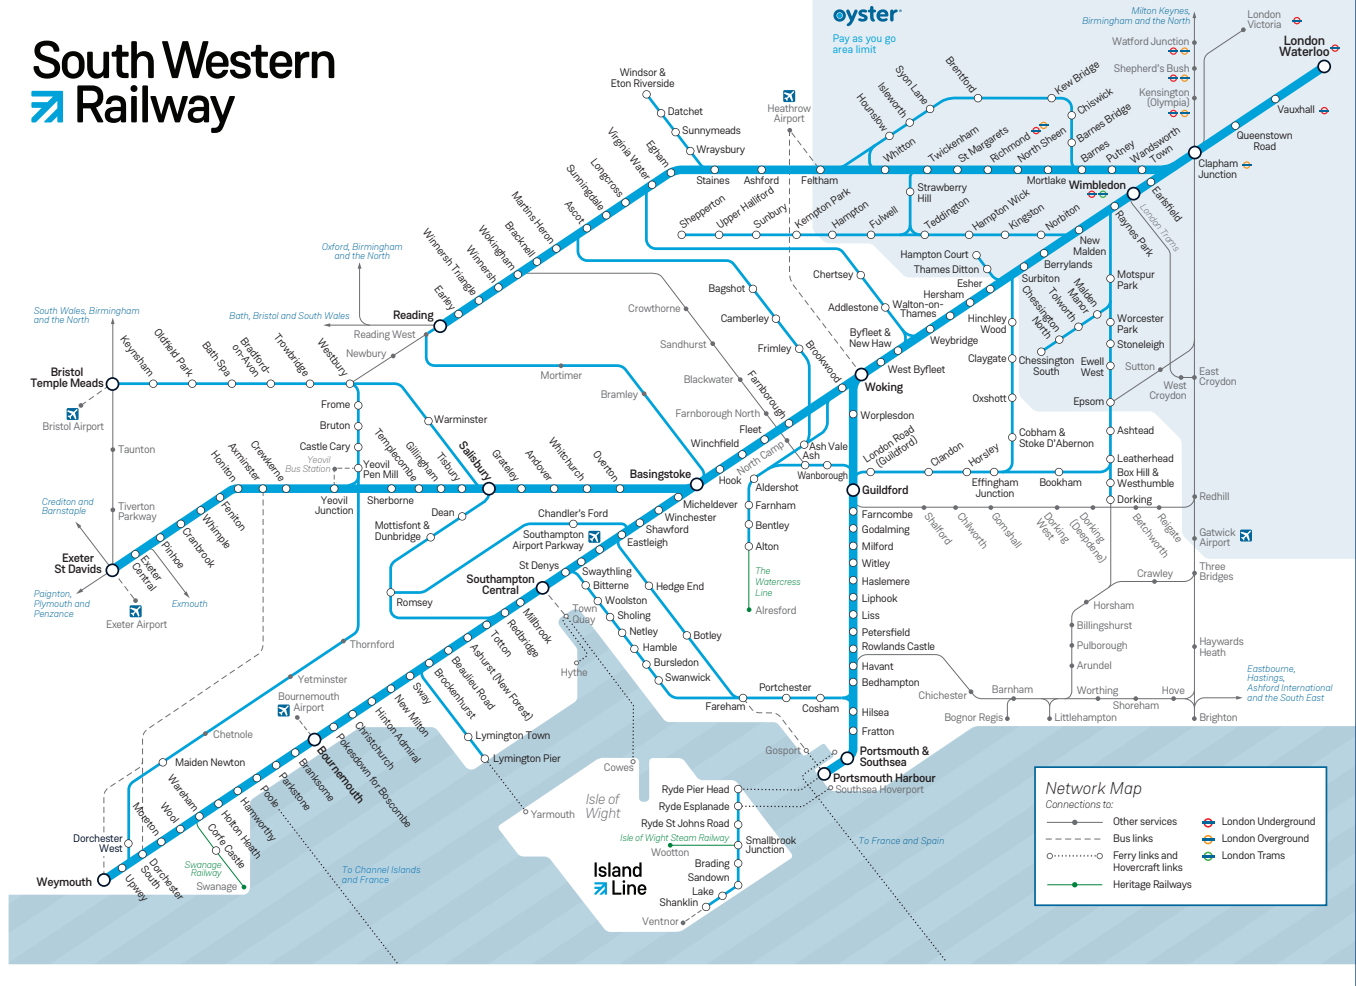 South Western
Railway
oyster
Pay as you go
area limit
Milton Keynes,
Birmingham and the North
London
Victoria
Watford Junction
Shepherd's Bush
Kensington
(Olympia)
London
Waterloo
Vauxhall
Queenstown
Road
Clapham
Junction
Wandsworth
Town
Putney
Barnes
Barnes Bridge
Chiswick
Kew Bridge
Brentford
Syon Lane
Isleworth
Hounslow
Whitton
Twickenham
St Margarets
Richmond
North Sheen
Mortlake
Heathrow
Airport
Feltham
Ashford
Staines
Windsor &
Eton Riverside
Datchet
Sunnymeads
Wraysbury
Egham
Virginia Water
Longcross
Sunningdale
Ascot
Martins Heron
Bracknell
Wokingham
Winnersh
Winnersh Triangle
Earley
Reading
Reading West
Newbury
Oxford, Birmingham
and the North
Bath, Bristol and South Wales
Strawberry
Hill
Shepperton
Upper Halliford
Sunbury
Kempton Park
Hampton
Fulwell
Teddington
Hampton Wick
Kingston
Norbiton
New
Malden
Wimbledon
Earlsfield
London Trams
Raynes Park
Berrylands
Surbiton
Hampton Court
Thames Ditton
Esher
Hersham
Walton-on-
Thames
Weybridge
Byfleet &
New Haw
West Byfleet
Chertsey
Addlestone
Woking
Motspur
Park
Malden
Manor
Tolworth
Chessington
North
Chessington
South
Worcester
Park
Stoneleigh
Ewell
West
Epsom
Sutton
West
Croydon
East
Croydon
Ashtead
Leatherhead
Box Hill &
Westhumble
Dorking
Hinchley
Wood
Claygate
Oxshott
Cobham &
Stoke D'Abernon
Bookham
Effingham
Junction
Horsley
Clandon
London Road
(Guildford)
Worplesdon
Guildford
Bagshot
Camberley
Frimley
Brookwood
Crowthorne
Sandhurst
Blackwater
Farnborough North
North Camp
Farnborough
Fleet
Winchfield
Hook
Ash Vale
Ash
Wanborough
Aldershot
Farnham
Bentley
Alton
The
Watercress
Line
Alresford
Mortimer
Bramley
Basingstoke
South Wales, Birmingham
and the North
Bristol
Temple Meads
Bristol Airport
Keynsham
Oldfield Park
Bath Spa
Bradford-
on-Avon
Trowbridge
Westbury
Frome
Bruton
Castle Cary
Yeovil
Bus Station
Yeovil
Pen Mill
Yeovil
Junction
Warminster
Taunton
Tiverton
Parkway
Crediton and
Barnstaple
Exeter
St Davids
Paignton,
Plymouth and
Penzance
Exeter Airport
Exmouth
Exeter
Central
Pinhoe
Cranbrook
Whimple
Feniton
Honiton
Axminster
Crewkerne
Sherborne
Templecombe
Gillingham
Tisbury
Salisbury
Grateley
Andover
Whitchurch
Overton
Dean
Mottisfont &
Dunbridge
Romsey
Chandler's Ford
Micheldever
Winchester
Shawford
Eastleigh
Southampton
Airport Parkway
Swaythling
St Denys
Southampton
Central
Bitterne
Woolston
Sholing
Netley
Hamble
Bursledon
Swanwick
Hedge End
Botley
Fareham
Portchester
Cosham
Farncombe
Godalming
Milford
Witley
Haslemere
Liphook
Liss
Petersfield
Rowlands Castle
Havant
Bedhampton
Hilsea
Fratton
Portsmouth &
Southsea
Portsmouth Harbour
Southsea Hoverport
Gosport
Shalford
Chilworth
Gomshall
Dorking
West
Dorking
(Deepdene)
Betchworth
Reigate
Redhill
Gatwick
Airport
Three
Bridges
Crawley
Horsham
Billingshurst
Pulborough
Arundel
Haywards
Heath
Chichester
Barnham
Bognor Regis
Littlehampton
Worthing
Shoreham
Hove
Brighton
Eastbourne,
Hastings,
Ashford International
and the South East
Millbrook
Redbridge
Totton
Ashurst (New Forest)
Beaulieu Road
Brockenhurst
Sway
New Milton
Hinton Admiral
Christchurch
Pokesdown for Boscombe
Bournemouth
Branksome
Parkstone
Poole
Hamworthy
Holton Heath
Wareham
Wool
Moreton
Dorchester
South
Upwey
Weymouth
Dorchester
West
Maiden Newton
Chetnole
Yetminster
Thornford
Bournemouth
Airport
Corfe Castle
Swanage
Railway
Swanage
Lymington Town
Lymington Pier
Yarmouth
Town
Quay
Hythe
Cowes
Isle of
Wight
Ryde Pier Head
Ryde Esplanade
Ryde St Johns Road
Isle of Wight Steam Railway
Wootton
Smallbrook
Junction
Brading
Sandown
Lake
Shanklin
Ventnor
Island
Line
To Channel Islands
and France
To France and Spain
Network Map
Connections to:
Other services
Bus links
Ferry links and
Hovercraft links
Heritage Railways
London Underground
London Overground
London Trams